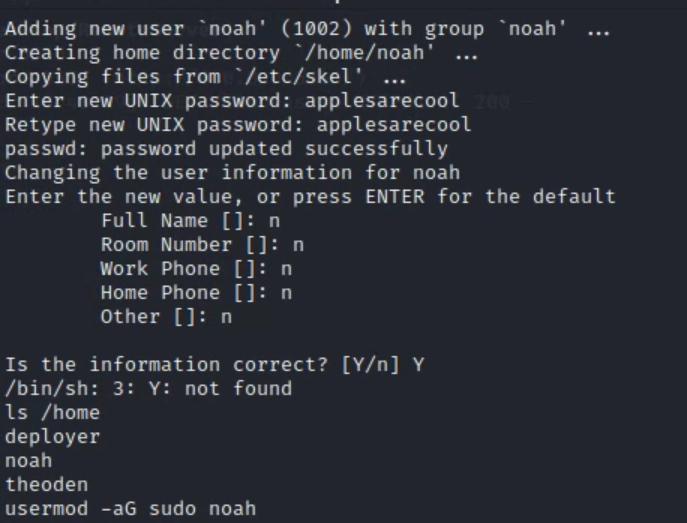 Adding new user `noah' (1002) with group `noah' ...
Creating home directory `/home/noah' ...
Copying files from `/etc/skel' ...
Enter new UNIX password: applesarecool
Retype new UNIX password: applesarecool
passwd: password updated successfully
Changing the user information for noah
Enter the new value, or press ENTER for the default
        Full Name []: n
        Room Number []: n
        Work Phone []: n
        Home Phone []: n
        Other []: n
Is the information correct? [Y/n] Y
/bin/sh: 3: Y: not found
ls /home
deployer
noah
theoden
usermod -aG sudo noah